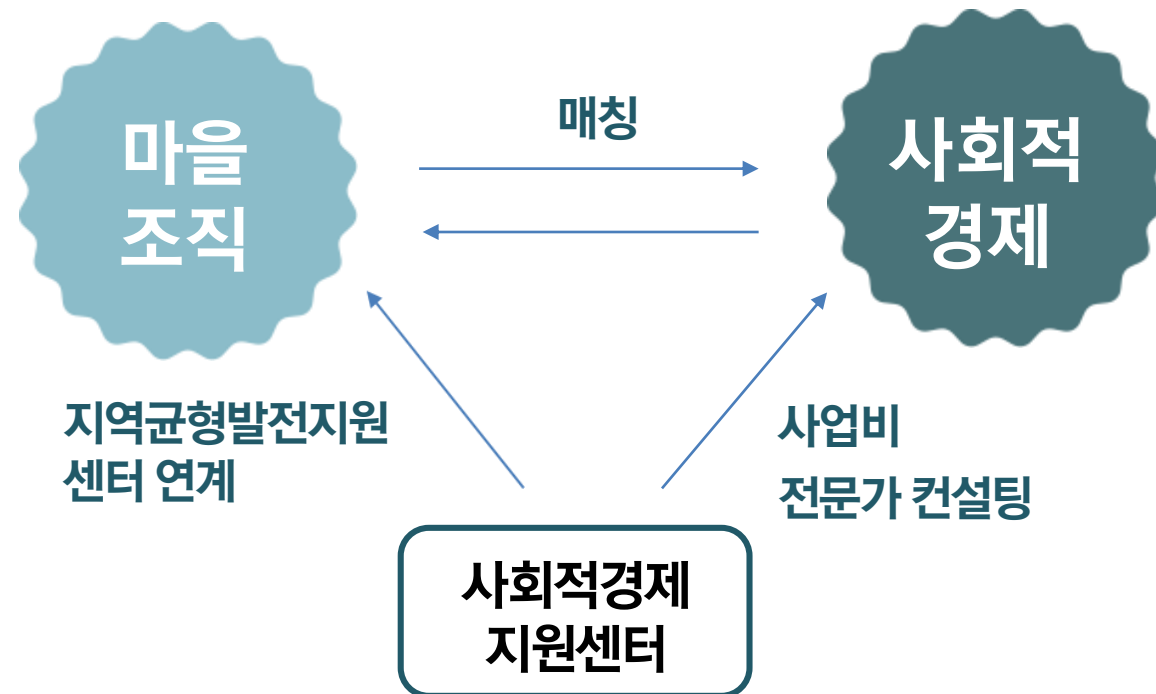 마을
조직
매칭
사회적
경제
지역균형발전지원
센터 연계
사업비
전문가 컨설팅
사회적경제
지원센터